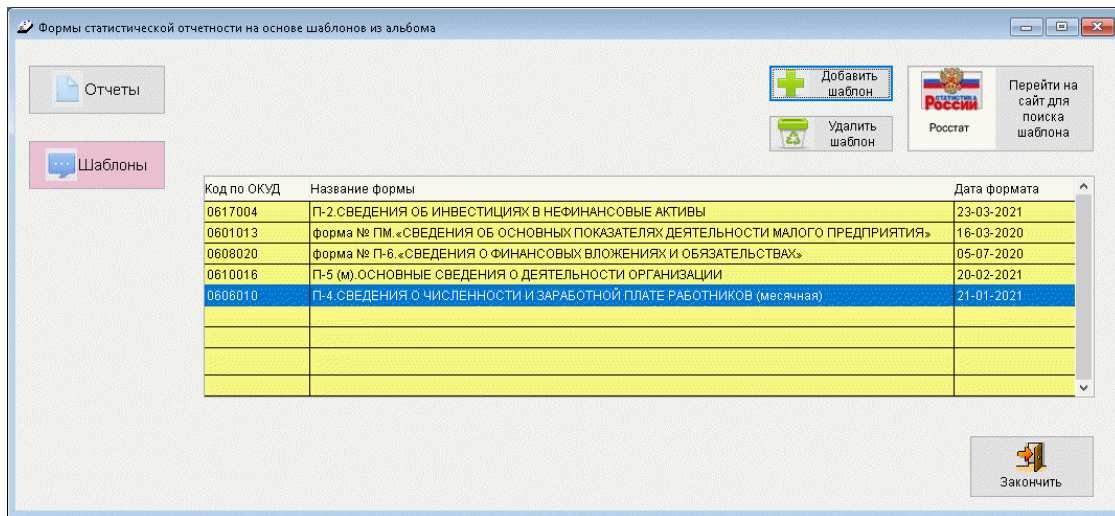 Формы статистической отчетности на основе шаблонов из альбома
Отчеты
Добавить
шаблон
СТАТИСТИКА
России
Росстат
Перейти на
сайт для
поиска
шаблона
Удалить
шаблон
Шаблоны
Код по ОКУД Название формы Дата формата
0617004 П-2.СВЕДЕНИЯ ОБ ИНВЕСТИЦИЯХ В НЕФИНАНСОВЫЕ АКТИВЫ 23-03-2021
0601013 форма № ПМ.«СВЕДЕНИЯ ОБ ОСНОВНЫХ ПОКАЗАТЕЛЯХ ДЕЯТЕЛЬНОСТИ МАЛОГО ПРЕДПРИЯТИЯ» 16-03-2020
0608020 форма № П-6.«СВЕДЕНИЯ О ФИНАНСОВЫХ ВЛОЖЕНИЯХ И ОБЯЗАТЕЛЬСТВАХ» 05-07-2020
0610016 П-5 (м).ОСНОВНЫЕ СВЕДЕНИЯ О ДЕЯТЕЛЬНОСТИ ОРГАНИЗАЦИИ 20-02-2021
0606010 П-4.СВЕДЕНИЯ О ЧИСЛЕННОСТИ И ЗАРАБОТНОЙ ПЛАТЕ РАБОТНИКОВ (месячная) 21-01-2021
Закончить